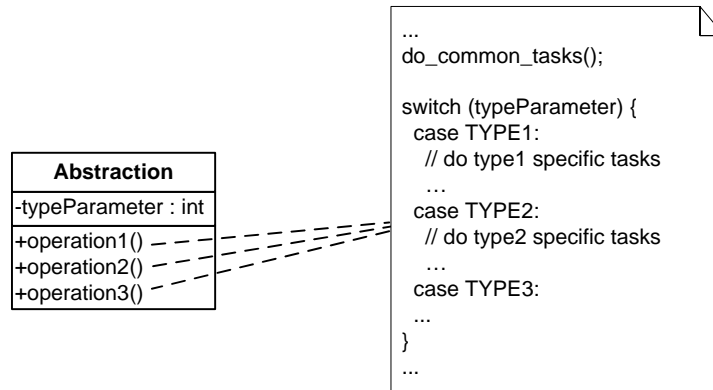 Abstraction
-typeParameter : int
+operation1()
+operation2()
+operation3()
...
do_common_tasks();
switch (typeParameter) {
case TYPE1:
// do type1 specific tasks
…
case TYPE2:
// do type2 specific tasks
…
case TYPE3:
...
}
...